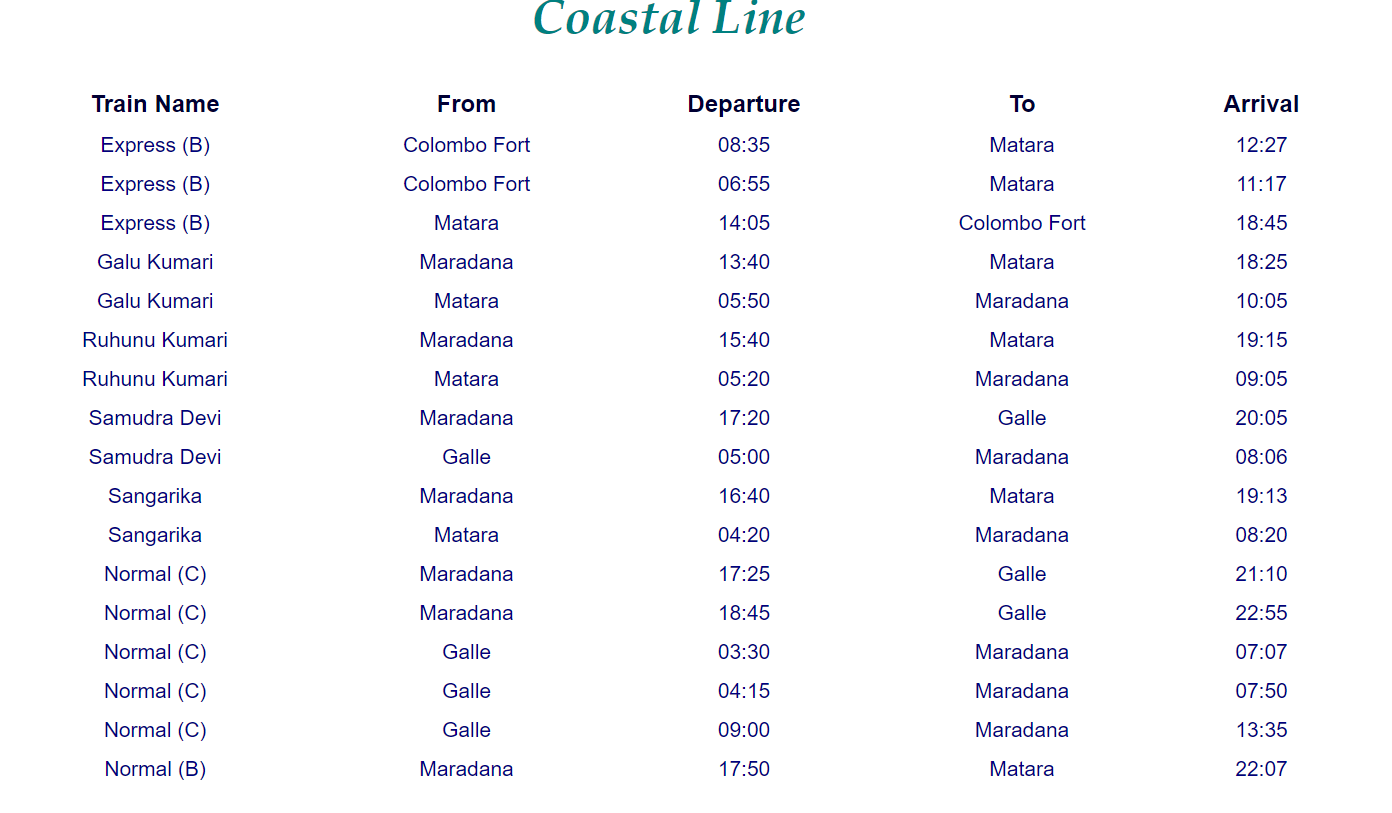 Coastal Line
Train Name From Departure To Arrival
Express (B) Colombo Fort 08:35 Matara 12:27
Express (B) Colombo Fort 06:55 Matara 11:17
Express (B) Matara 14:05 Colombo Fort 18:45
Galu Kumari Maradana 13:40 Matara 18:25
Galu Kumari Matara 05:50 Maradana 10:05
Ruhunu Kumari Maradana 15:40 Matara 19:15
Ruhunu Kumari Matara 05:20 Maradana 09:05
Samudra Devi Maradana 17:20 Galle 20:05
Samudra Devi Galle 05:00 Maradana 08:06
Sangarika Maradana 16:40 Matara 19:13
Sangarika Matara 04:20 Maradana 08:20
Normal (C) Maradana 17:25 Galle 21:10
Normal (C) Maradana 18:45 Galle 22:55
Normal (C) Galle 03:30 Maradana 07:07
Normal (C) Galle 04:15 Maradana 07:50
Normal (C) Galle 09:00 Maradana 13:35
Normal (B) Maradana 17:50 Matara 22:07